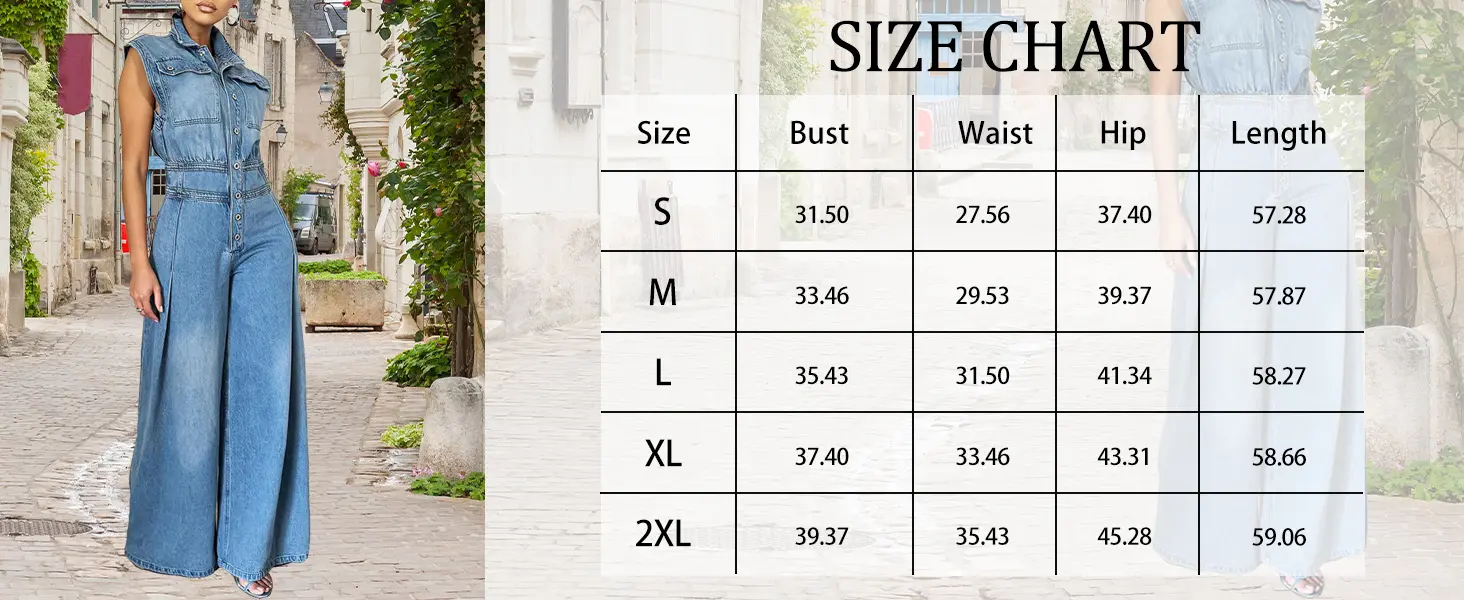 SIZE CHART
Size Bust Waist Hip Length
S 31.50 27.56 37.40 57.28
M 33.46 29.53 39.37 57.87
L 35.43 31.50 41.34 58.27
XL 37.40 33.46 43.31 58.66
2XL 39.37 35.43 45.28 59.06